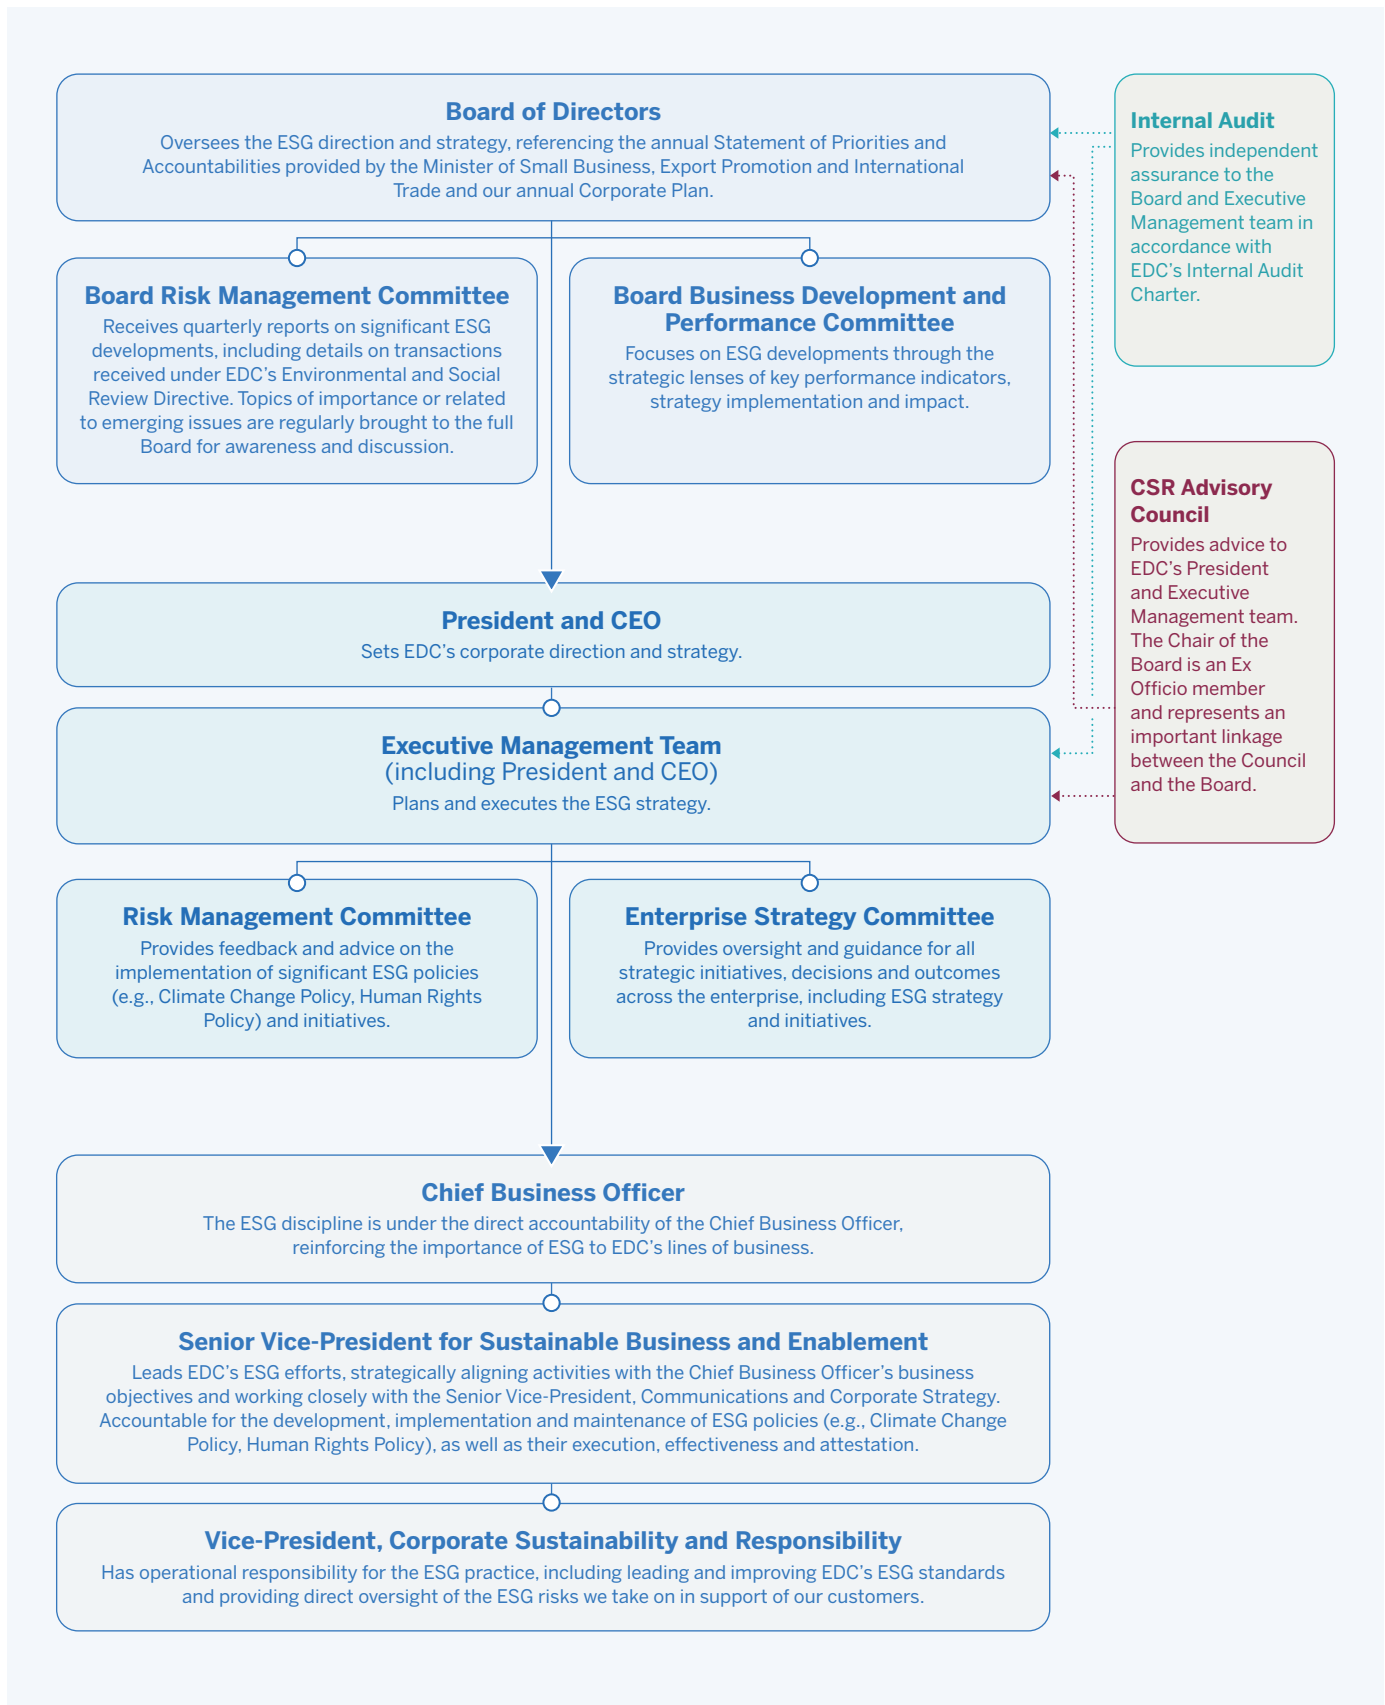 Board of Directors
Oversees the ESG direction and strategy, referencing the annual Statement of Priorities and
Accountabilities provided by the Minister of Small Business, Export Promotion and International
Trade and our annual Corporate Plan.
Internal Audit
Provides independent
assurance to the
Board and Executive
Management team in
accordance with
EDC’s Internal Audit
Charter.
Board Risk Management Committee
Receives quarterly reports on significant ESG
developments, including details on transactions
received under EDC’s Environmental and Social
Review Directive. Topics of importance or related
to emerging issues are regularly brought to the full
Board for awareness and discussion.
Board Business Development and
Performance Committee
Focuses on ESG developments through the
strategic lenses of key performance indicators,
strategy implementation and impact.
CSR Advisory
Council
Provides advice to
EDC’s President
and Executive
Management team.
The Chair of the
Board is an Ex
Officio member
and represents an
important linkage
between the Council
and the Board.
President and CEO
Sets EDC’s corporate direction and strategy.
Executive Management Team
(including President and CEO)
Plans and executes the ESG strategy.
Risk Management Committee
Provides feedback and advice on the
implementation of significant ESG policies
(e.g., Climate Change Policy, Human Rights
Policy) and initiatives.
Enterprise Strategy Committee
Provides oversight and guidance for all
strategic initiatives, decisions and outcomes
across the enterprise, including ESG strategy
and initiatives.
Chief Business Officer
The ESG discipline is under the direct accountability of the Chief Business Officer,
reinforcing the importance of ESG to EDC’s lines of business.
Senior Vice-President for Sustainable Business and Enablement
Leads EDC’s ESG efforts, strategically aligning activities with the Chief Business Officer’s business
objectives and working closely with the Senior Vice-President, Communications and Corporate Strategy.
Accountable for the development, implementation and maintenance of ESG policies (e.g., Climate Change
Policy, Human Rights Policy), as well as their execution, effectiveness and attestation.
Vice-President, Corporate Sustainability and Responsibility
Has operational responsibility for the ESG practice, including leading and improving EDC’s ESG standards
and providing direct oversight of the ESG risks we take on in support of our customers.